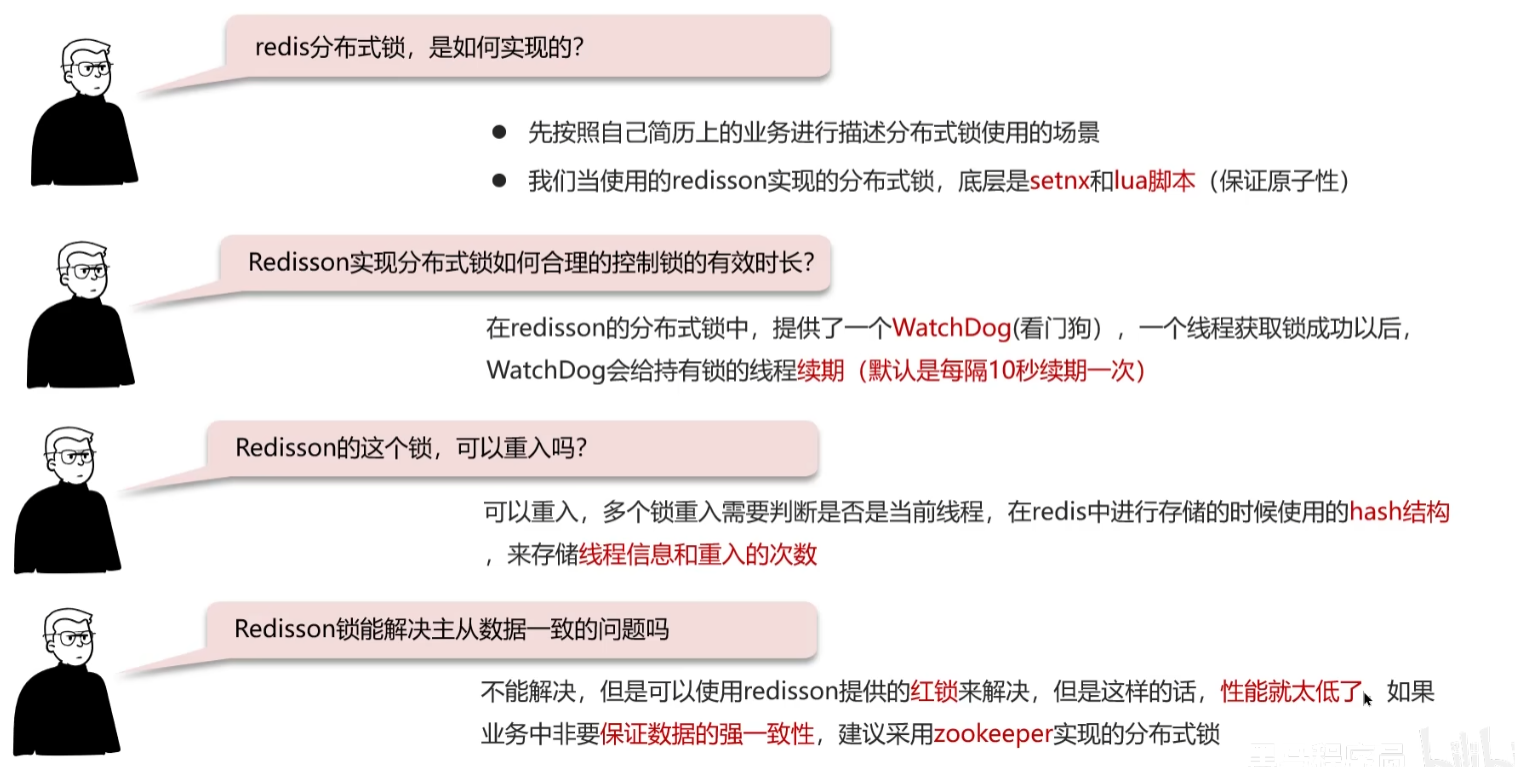 redis分布式锁，是如何实现的？
● 先按照自己简历上的业务进行描述分布式锁使用的场景
● 我们当使用的redisson实现的分布式锁，底层是setnx和lua脚本（保证原子性）
Redisson实现分布式锁如何合理的控制锁的有效时长？
在redisson的分布式锁中，提供了一个WatchDog(看门狗），一个线程获取锁成功以后，
WatchDog会给持有锁的线程续期（默认是每隔10秒续期一次）
Redisson的这个锁，可以重入吗？
可以重入，多个锁重入需要判断是否是当前线程，在redis中进行存储的时候使用的hash结构
，来存储线程信息和重入的次数
Redisson锁能解决主从数据一致的问题吗
不能解决，但是可以使用redisson提供的红锁来解决，但是这样的话，性能就太低了，如果
业务中非要保证数据的强一致性，建议采用zookeeper实现的分布式锁